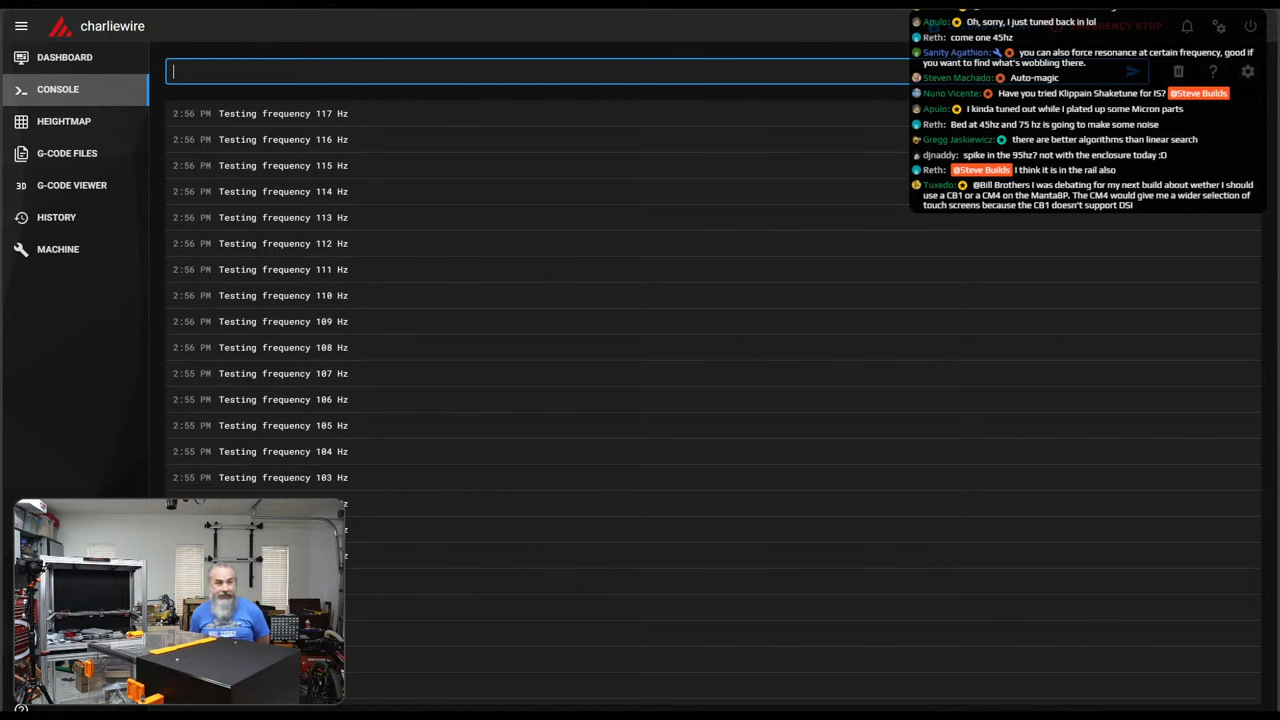 charliewire
DASHBOARD
CONSOLE
HEIGHTMAP
G-CODE FILES
3D G-CODE VIEWER
HISTORY
MACHINE
2:56 PM Testing frequency 117 Hz
2:56 PM Testing frequency 116 Hz
2:56 PM Testing frequency 115 Hz
2:56 PM Testing frequency 114 Hz
2:56 PM Testing frequency 113 Hz
2:56 PM Testing frequency 112 Hz
2:56 PM Testing frequency 111 Hz
2:56 PM Testing frequency 110 Hz
2:56 PM Testing frequency 109 Hz
2:56 PM Testing frequency 108 Hz
2:55 PM Testing frequency 107 Hz
2:55 PM Testing frequency 106 Hz
2:55 PM Testing frequency 105 Hz
2:55 PM Testing frequency 104 Hz
2:55 PM Testing frequency 103 Hz
EMERGENCY STOP
Apulo: Oh, sorry, I just tuned back in lol
Reth: come one 45hz
Sanity Agathion: you can also force resonance at certain frequency, good if
you want to find what's wobbling there.
Steven Machado: Auto-magic
Nuno Vicente: Have you tried Klippain Shaketune for IS? @Steve Builds
Apulo: I kinda tuned out while I plated up some Micron parts
Reth: Bed at 45hz and 75 hz is going to make some noise
Gregg Jaskiewicz: there are better algorithms than linear search
djnaddy: spike in the 95hz? not with the enclosure today :D
Reth: @Steve Builds I think it is in the rail also
Tuxedo: @Bill Brothers I was debating for my next build about wether I should
use a CB1 or a CM4 on the Manta8P. The CM4 would give me a wider selection of
touch screens because the CB1 doesn't support DSI